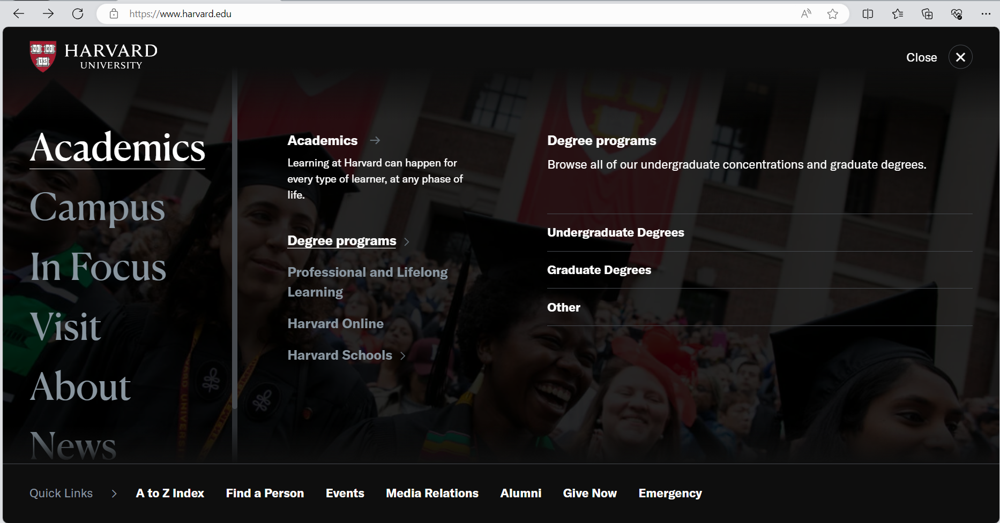 https://www.harvard.edu
VE RI
TAS
HARVARD
UNIVERSITY
Close
Academics
Campus
In Focus
Visit
About
News
Academics
Learning at Harvard can happen for
every type of learner, at any phase of
life.
Degree programs
Professional and Lifelong
Learning
Harvard Online
Harvard Schools
Degree programs
Browse all of our undergraduate concentrations and graduate degrees.
Undergraduate Degrees
Graduate Degrees
Other
Quick Links
A to Z Index
Find a Person
Events
Media Relations
Alumni
Give Now
Emergency